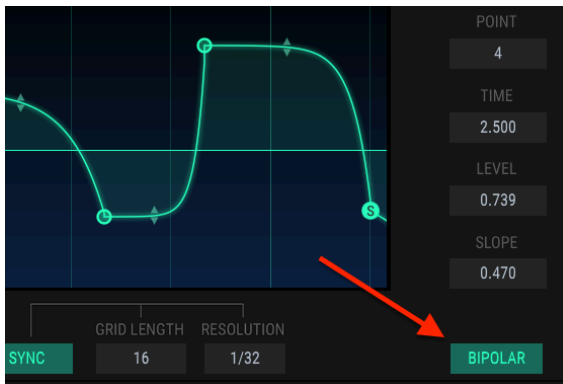 POINT
4
TIME
2.500
S
LEVEL
0.739
SLOPE
0.470
GRID LENGTH
RESOLUTION
SYNC
16
1/32
BIPOLAR